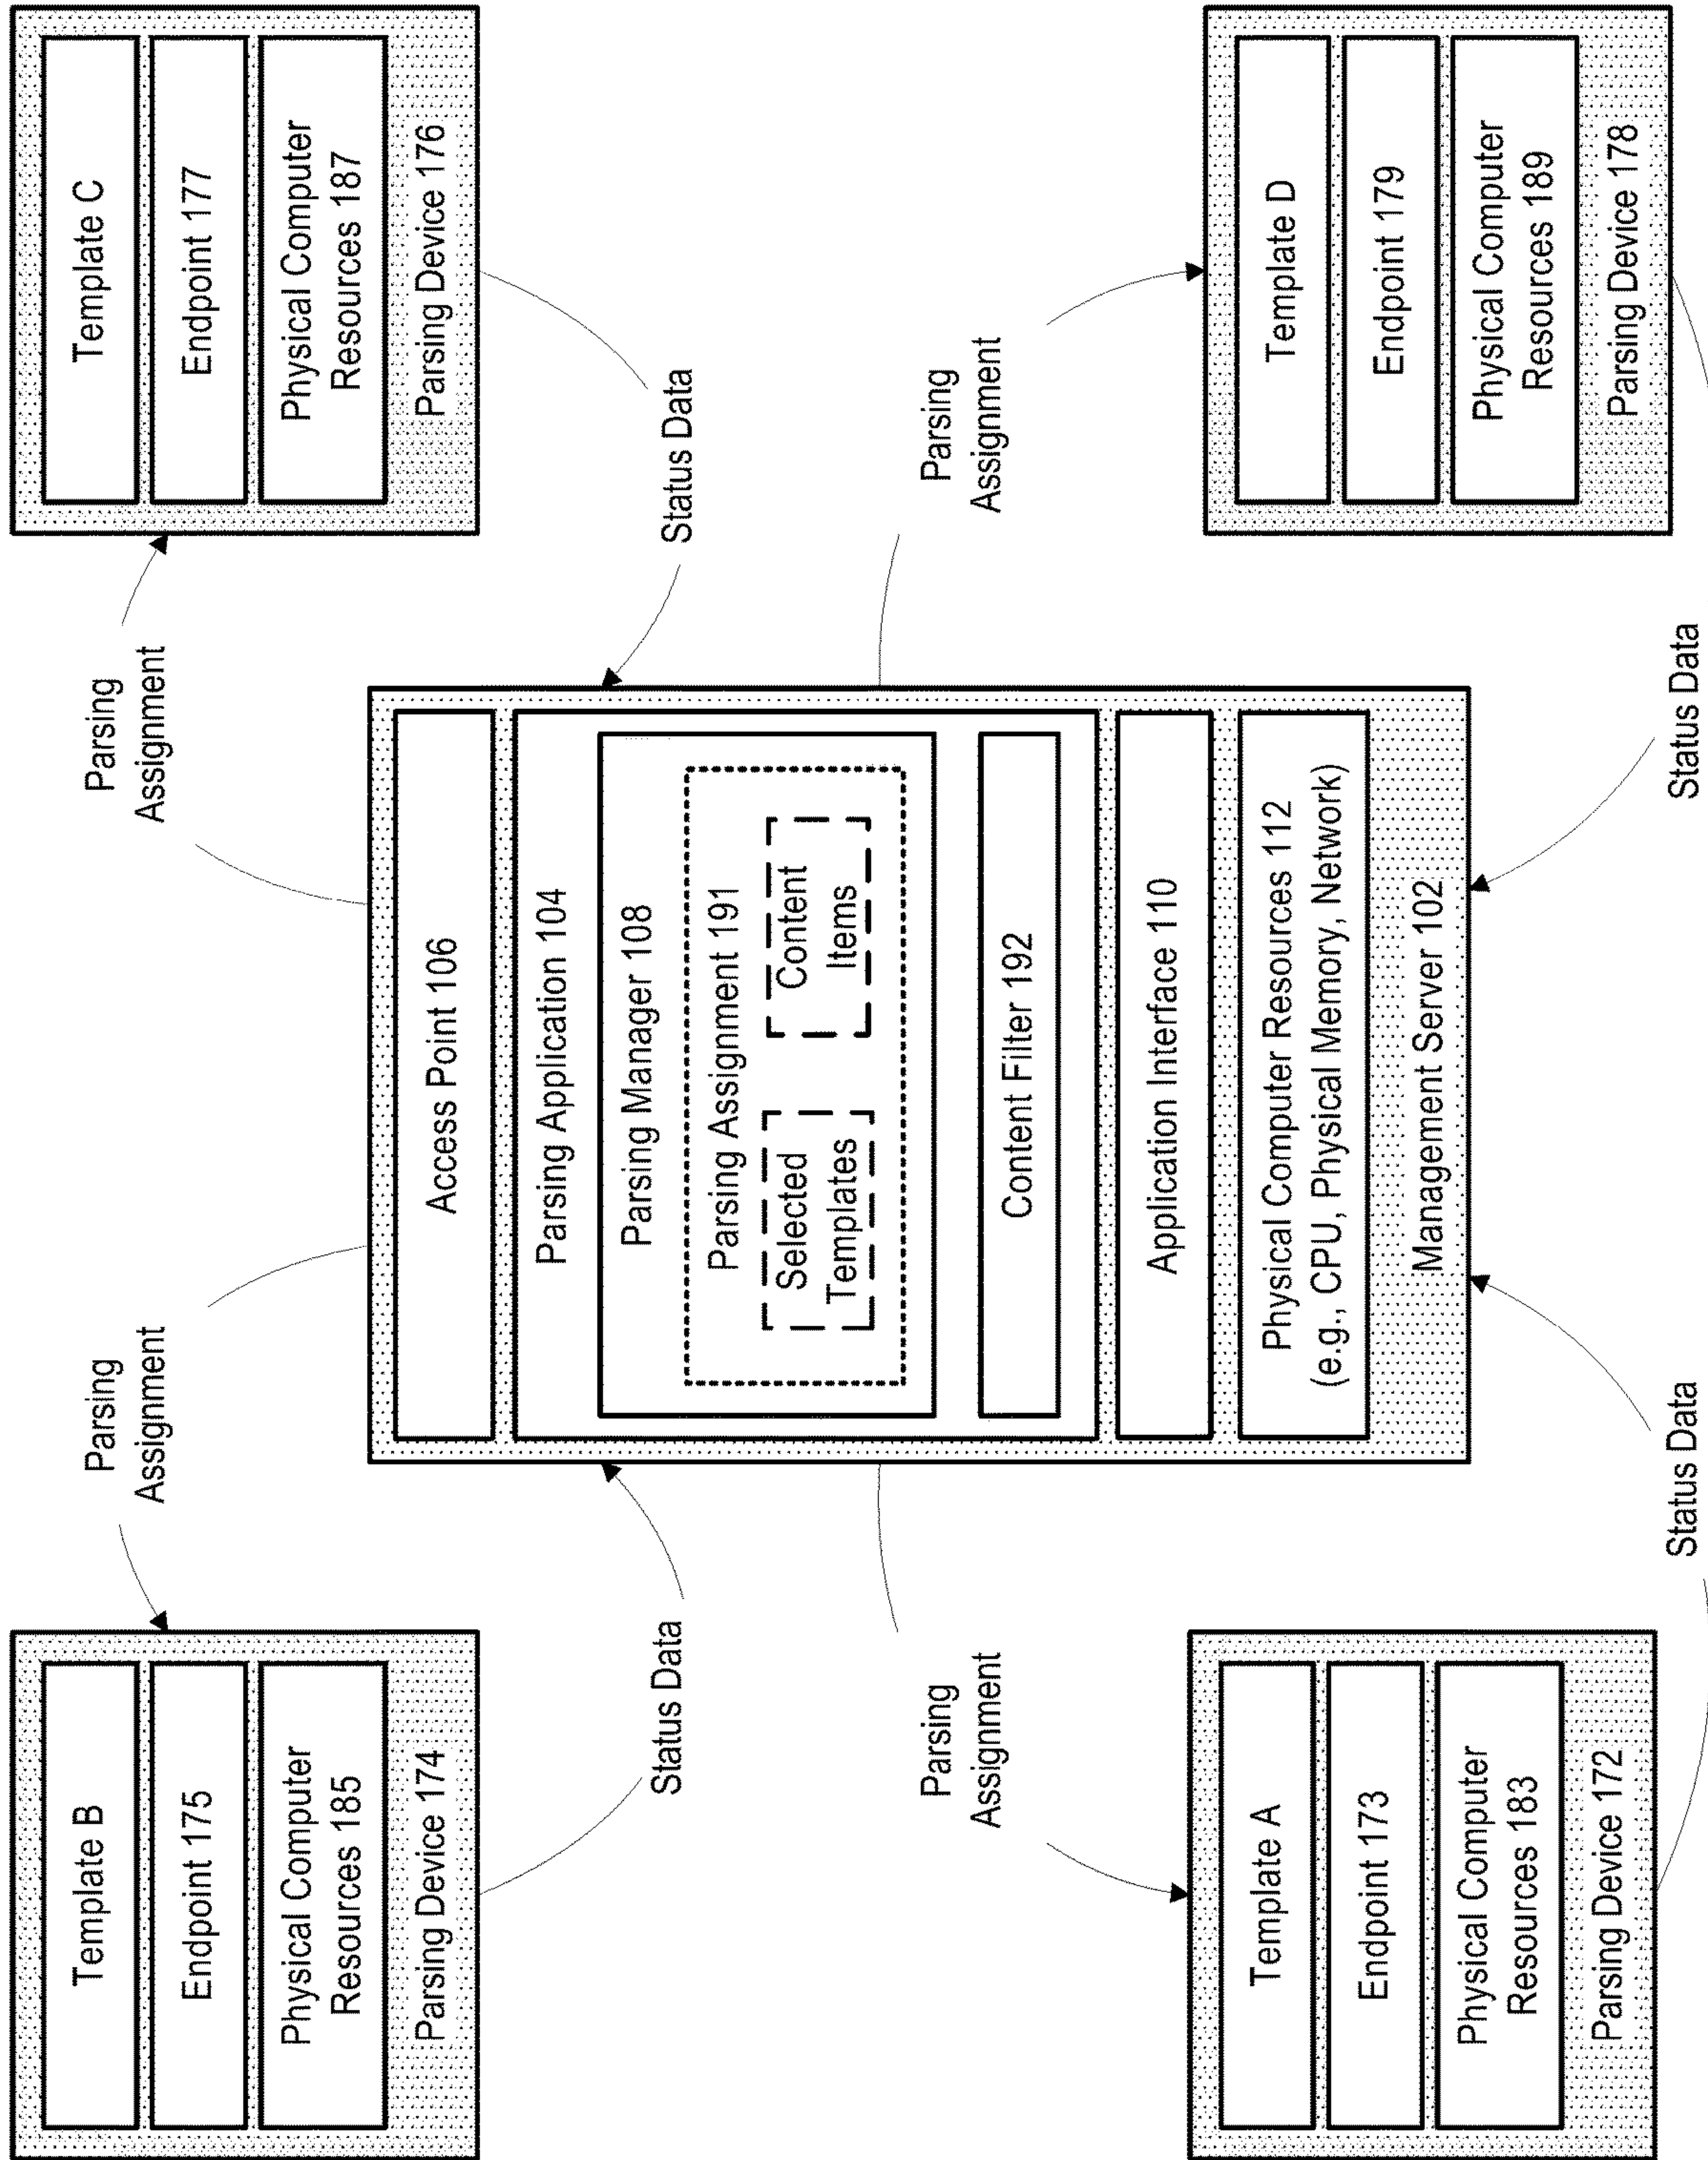 Template B
Endpoint 175
Physical Computer
Resources 185
Parsing Device 174
Parsing
Assignment
Parsing
Assignment
Template C
Endpoint 177
Physical Computer
Resources 187
Parsing Device 176
Status Data
Status Data
Access Point 106
Parsing Application 104
Parsing Manager 108
Parsing Assignment 191
Selected
Templates
Content
Items
Content Filter 192
Application Interface 110
Physical Computer Resources 112
(e.g., CPU, Physical Memory, Network)
Management Server 102
Parsing
Assignment
Parsing
Assignment
Template A
Endpoint 173
Physical Computer
Resources 183
Parsing Device 172
Status Data
Status Data
Template D
Endpoint 179
Physical Computer
Resources 189
Parsing Device 178